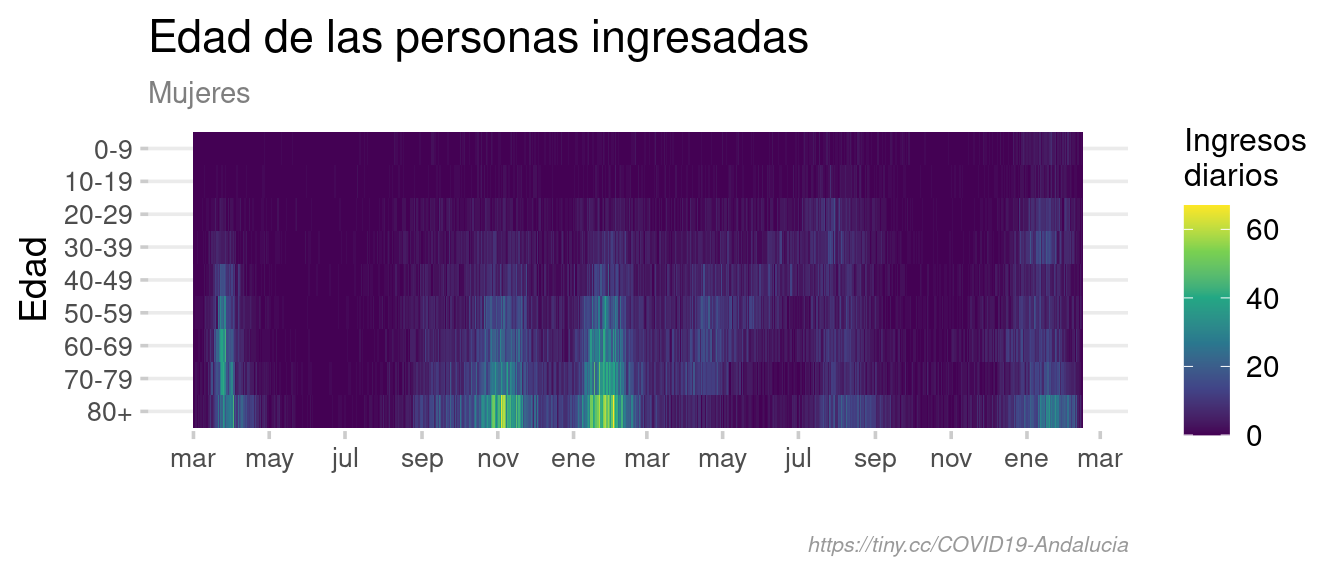 Edad de las personas ingresadas
Mujeres
Edad
0-9
10-19
20-29
30-39
40-49
50-59
60-69
70-79
80+
mar may jul sep nov ene mar may jul sep nov ene mar
Ingresos
diarios
60
40
20
0
https://tiny.cc/COVID19-Andalucia